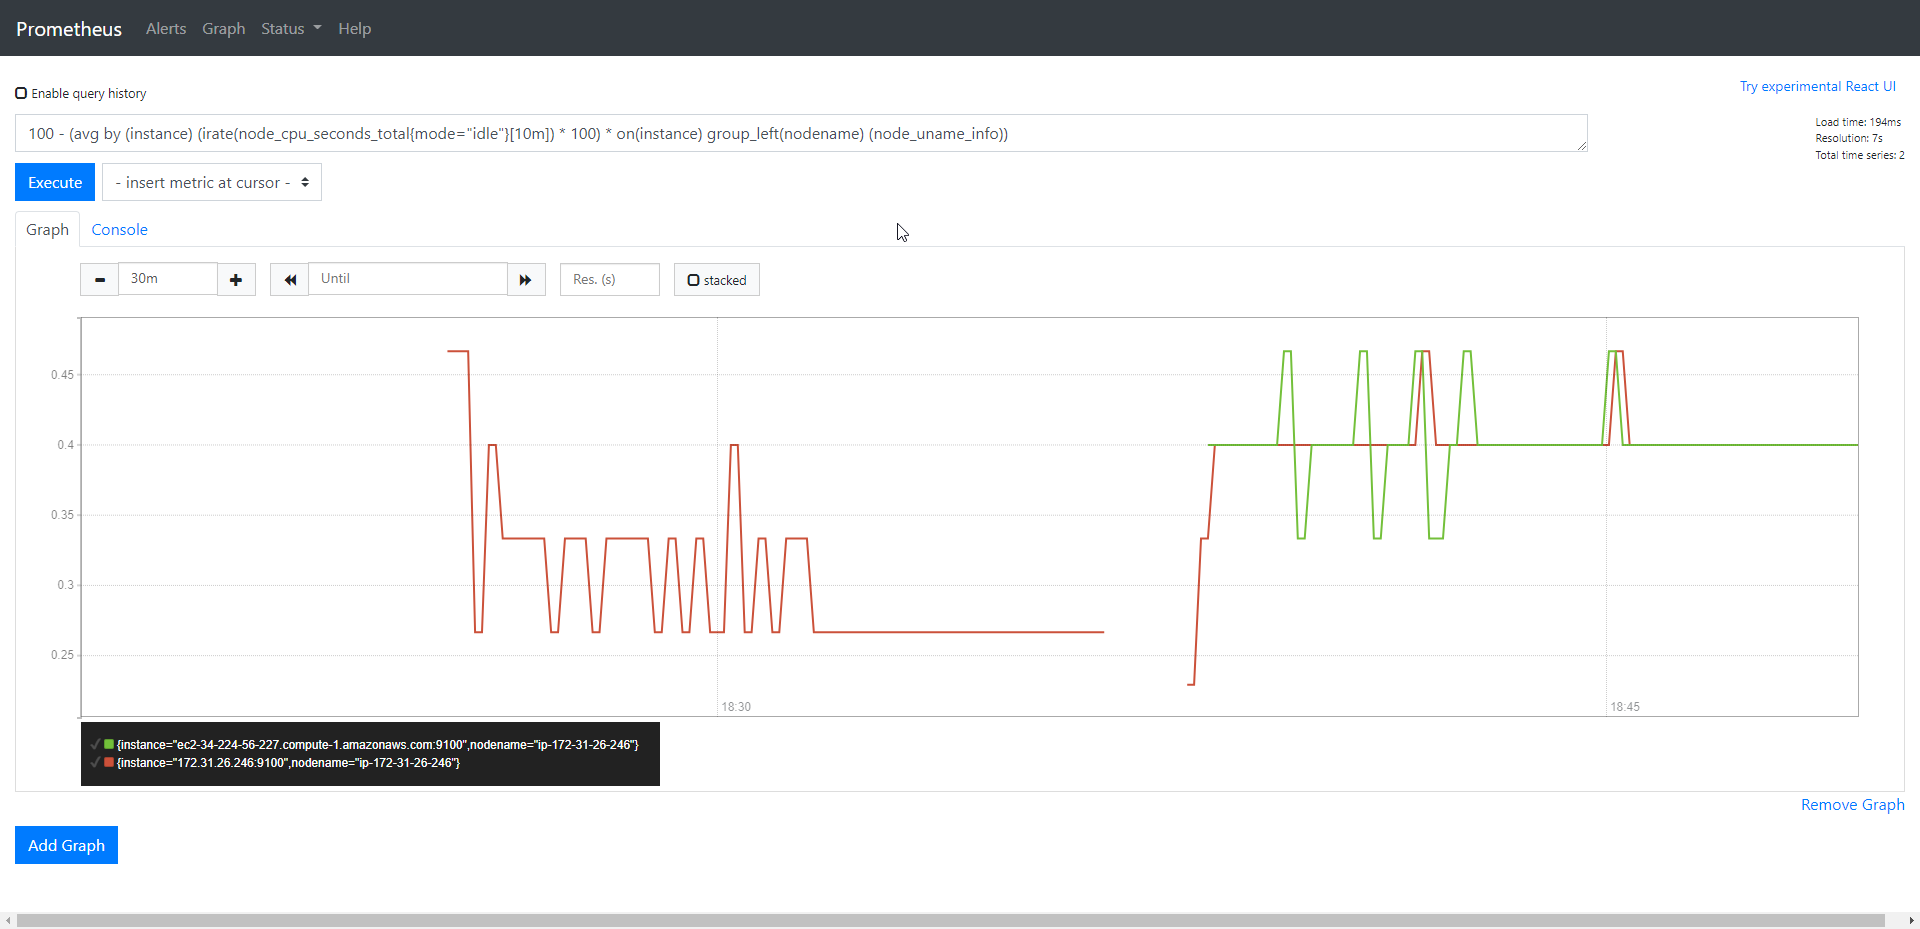 Prometheus Alerts Graph Status Help
Try experimental React UI
Enable query history
100 - (avg by (instance) (irate(node_cpu_seconds_total{mode="idle"}[10m]) * 100) * on(instance) group_left(nodename) (node_uname_info))
Load time: 194ms
Resolution: 7s
Total time series: 2
Execute - insert metric at cursor -
Graph Console
30m Until Res. (s) stacked
0.45
0.4
0.35
0.3
0.25
18:30 18:45
{instance="ec2-34-224-56-227.compute-1.amazonaws.com:9100",nodename="ip-172-31-26-246"}
{instance="172.31.26.246:9100",nodename="ip-172-31-26-246"}
Remove Graph
Add Graph